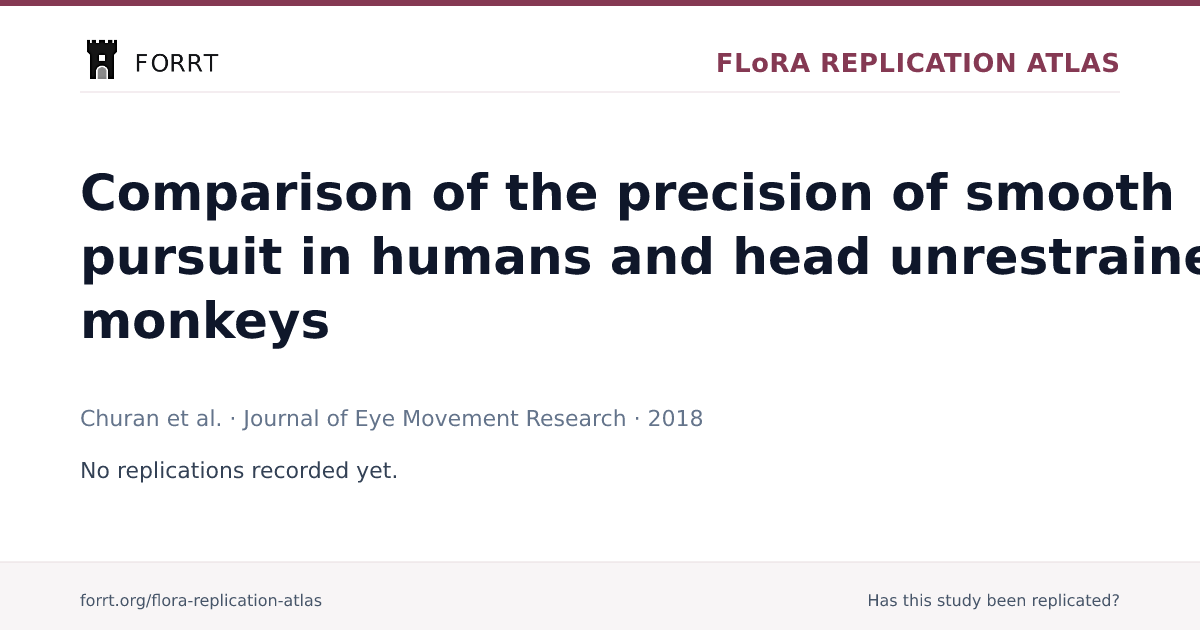 FORRT
FLoRA REPLICATION ATLAS
Comparison of the precision of smooth
pursuit in humans and head unrestraine
monkeys
Churan et al. · Journal of Eye Movement Research · 2018
No replications recorded yet.
forrt.org/flora-replication-atlas
Has this study been replicated?